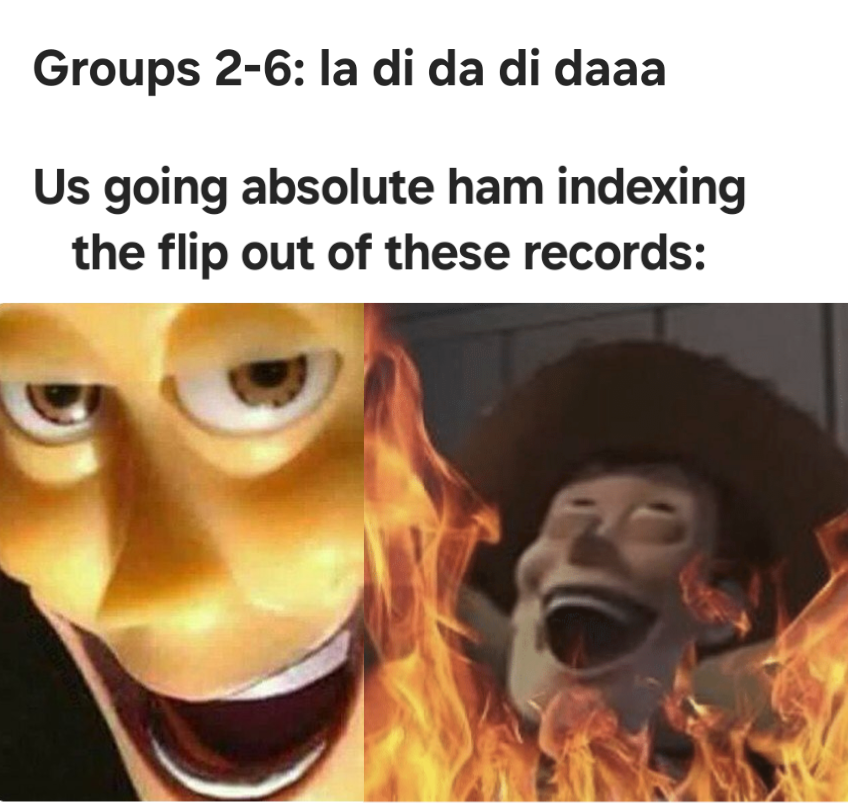 Groups 2-6: la di da di daaa
Us going absolute ham indexing
the flip out of these records: